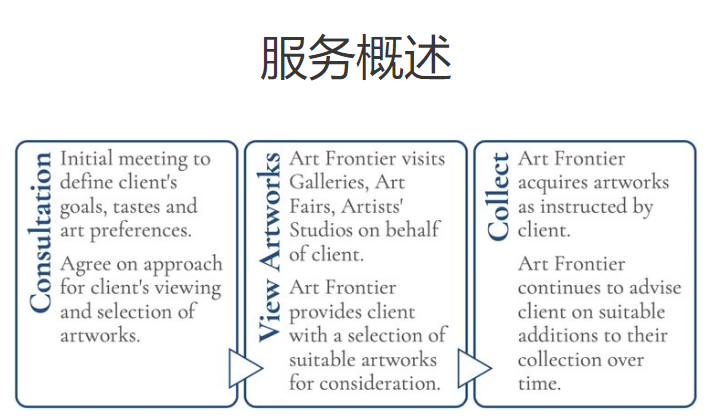 服务概述
Consultation
Initial meeting to
define client's
goals, tastes and
art preferences.
Agree on approach
for client's viewing
and selection of
artworks.
View Artworks
Art Frontier visits
Galleries, Art
Fairs, Artists'
Studios on behalf
of client.
Art Frontier
provides client
with a selection of
suitable artworks
for consideration.
Collect
Art Frontier
acquires artworks
as instructed by
client.
Art Frontier
continues to advise
client on suitable
additions to their
collection over
time.